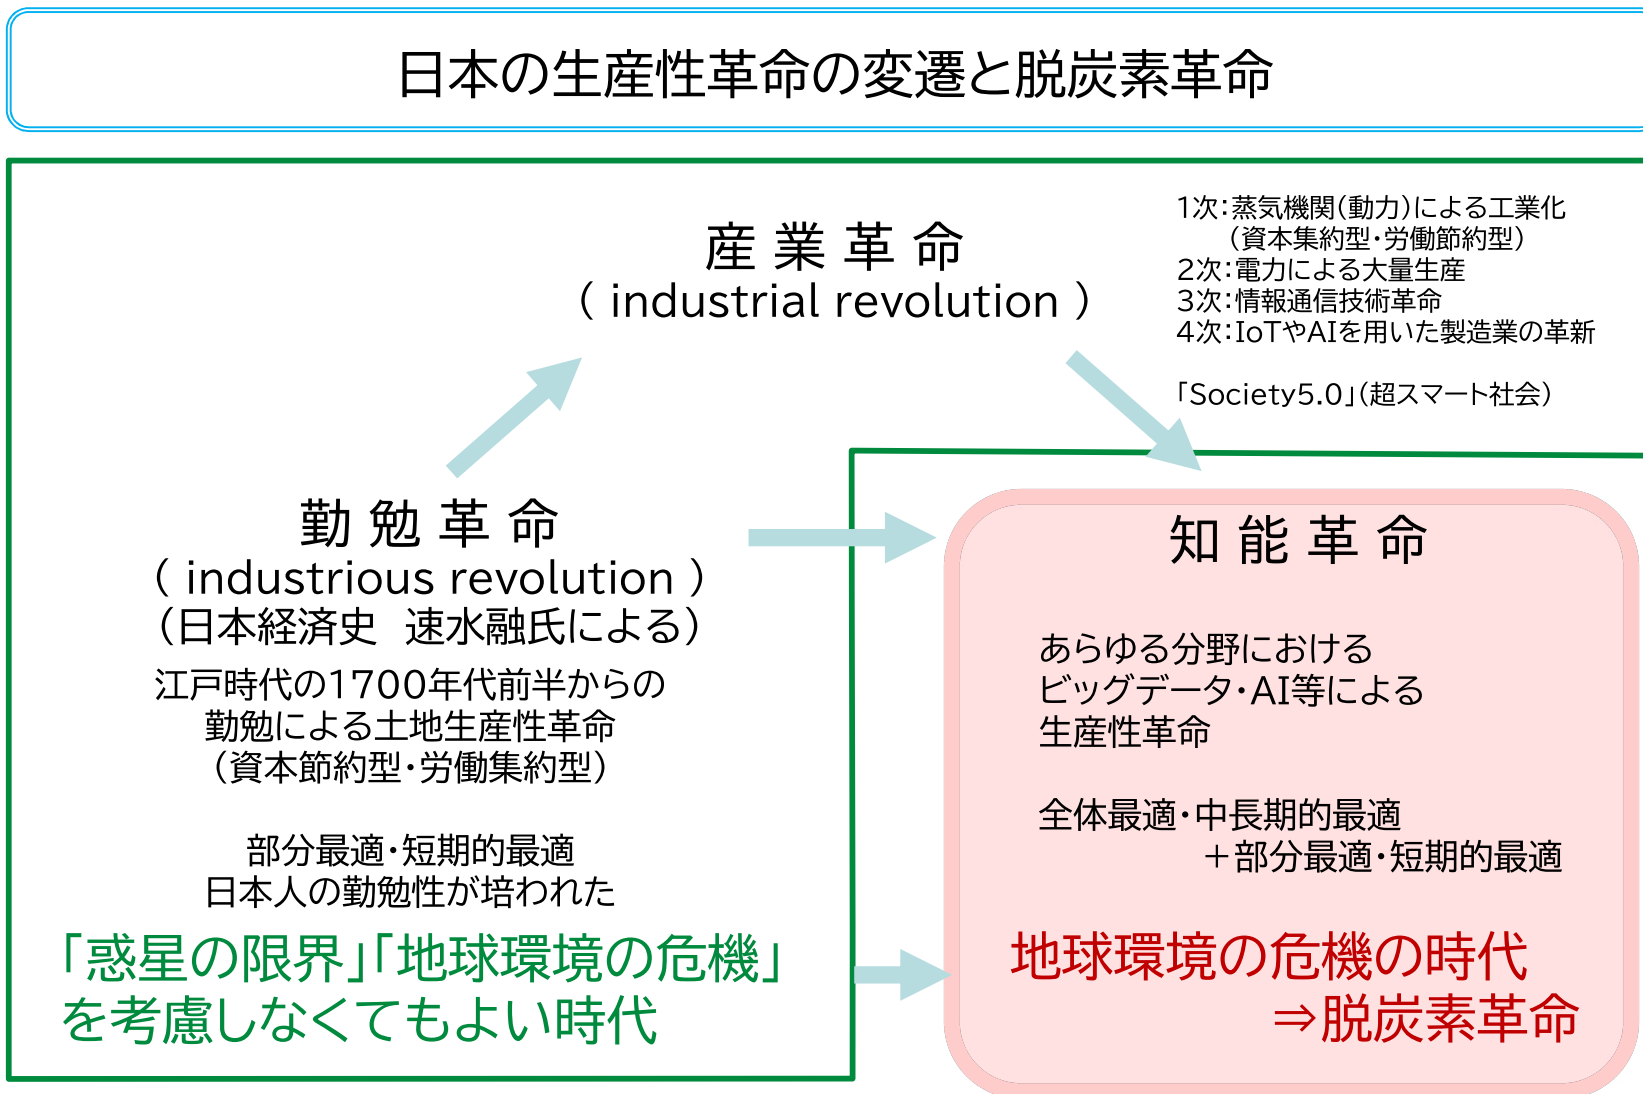 日本の生産性革命の変遷と脱炭素革命
産業革命
( industrial revolution )
1次:蒸気機関(動力)による工業化
(資本集約型・労働節約型)
2次:電力による大量生産
3次:情報通信技術革命
4次:IoTやAIを用いた製造業の革新
「Society5.0」(超スマート社会)
勤勉革命
( industrious revolution )
(日本経済史 速水融氏による)
江戸時代の1700年代前半からの
勤勉による土地生産性革命
(資本節約型・労働集約型)
部分最適・短期的最適
日本人の勤勉性が培われた
「惑星の限界」「地球環境の危機」
を考慮しなくてもよい時代
知能革命
あらゆる分野における
ビッグデータ・AI等による
生産性革命
全体最適・中長期的最適
+部分最適・短期的最適
地球環境の危機の時代
⇒脱炭素革命